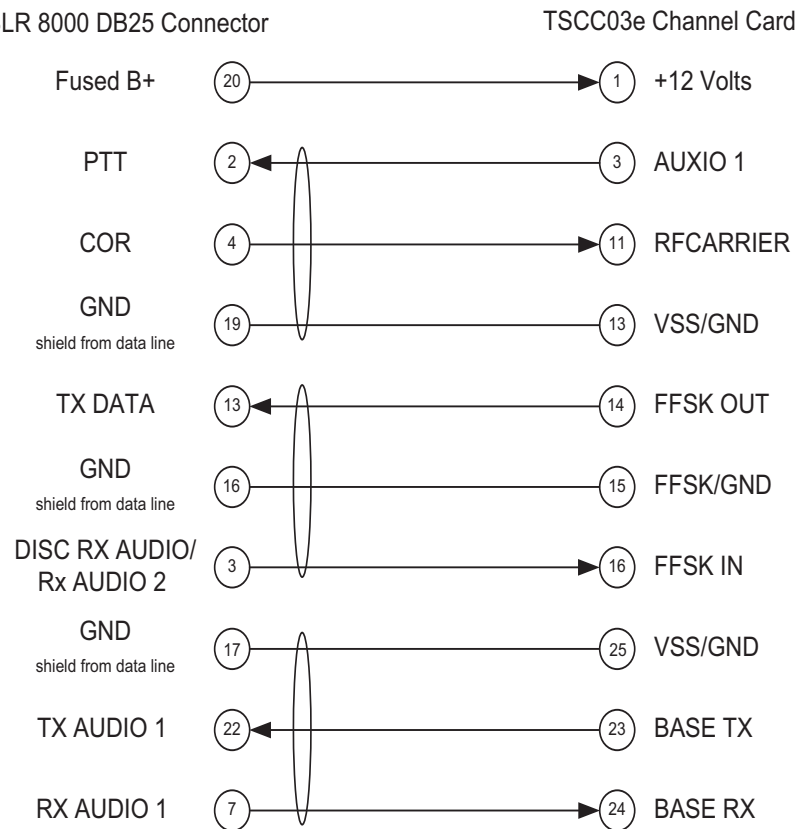 LR 8000 DB25 Connector TSCC03e Channel Card
Fused B+ 20 1 +12 Volts
PTT 2 3 AUXIO 1
COR 4 11 RFCARRIER
GND 19 13 VSS/GND
shield from data line
TX DATA 13 14 FFSK OUT
GND 16 15 FFSK/GND
shield from data line
DISC RX AUDIO/
Rx AUDIO 2 3 16 FFSK IN
GND 17 25 VSS/GND
shield from data line
TX AUDIO 1 22 23 BASE TX
RX AUDIO 1 7 24 BASE RX